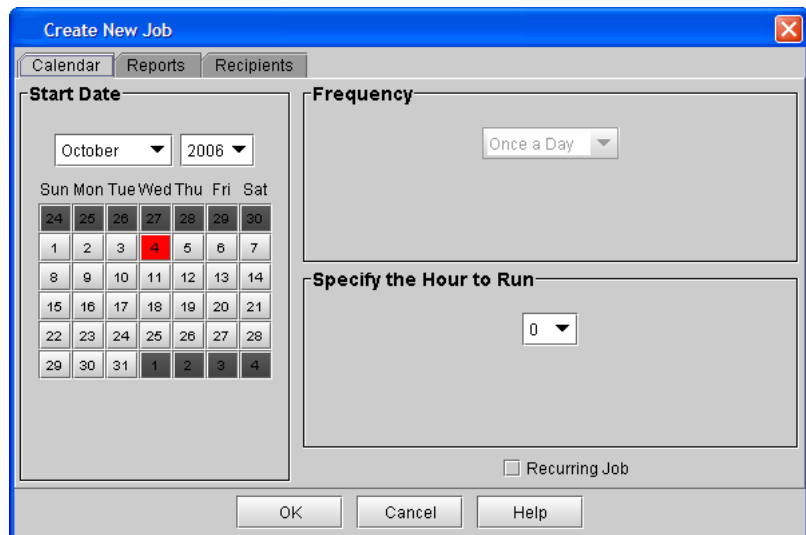 Create New Job
Calendar Reports Recipients
Start Date
October 2006
Sun Mon Tue Wed Thu Fri Sat
24 25 26 27 28 29 30
1 2 3 4 5 6 7
8 9 10 11 12 13 14
15 16 17 18 19 20 21
22 23 24 25 26 27 28
29 30 31 1 2 3 4
Frequency
Once a Day
Specify the Hour to Run
0
Recurring Job
OK Cancel Help